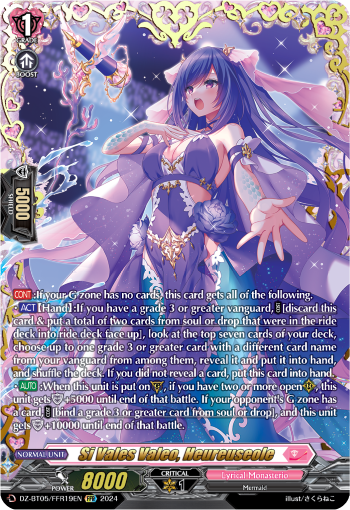 1
GRADE
BOOST
5000
SHIELD
CONT:If your G zone has no cards, this card gets all of the following.
・ACT【Hand】:If you have a grade 3 or greater vanguard, [discard this
card & put a total of two cards from soul or drop that were in the ride
deck into ride deck face up], look at the top seven cards of your deck,
choose up to one grade 3 or greater card with a different card name
from your vanguard from among them, reveal it and put it into hand,
and shuffle the deck. If you did not reveal a card, put this card into hand.
・AUTO:When this unit is put on , if you have two or more open , this
unit gets +5000 until end of that battle. If your opponent's G zone has
a card, [bind a grade 3 or greater card from soul or drop], and this unit
gets +10000 until end of that battle.
NORMAL UNIT
Si Vales Valeo, Heureuseole
POWER 8000
CRITICAL
1
Lyrical Monasterio
Mermaid
D DZ-BT05/FFR19EN FFR 2024
illust/さくらねこ